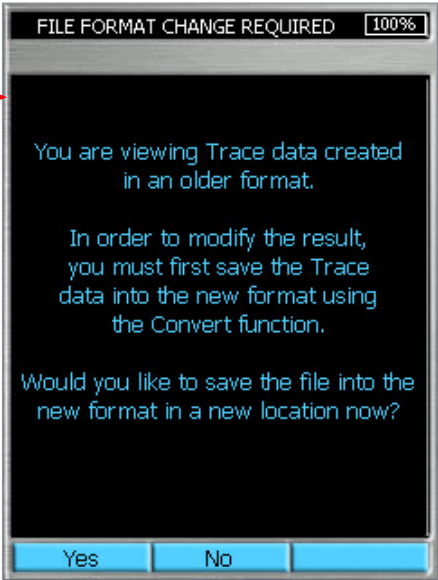 FILE FORMAT CHANGE REQUIRED 100%
You are viewing Trace data created
in an older format.
In order to modify the result,
you must first save the Trace
data into the new format using
the Convert function.
Would you like to save the file into the
new format in a new location now?
Yes No